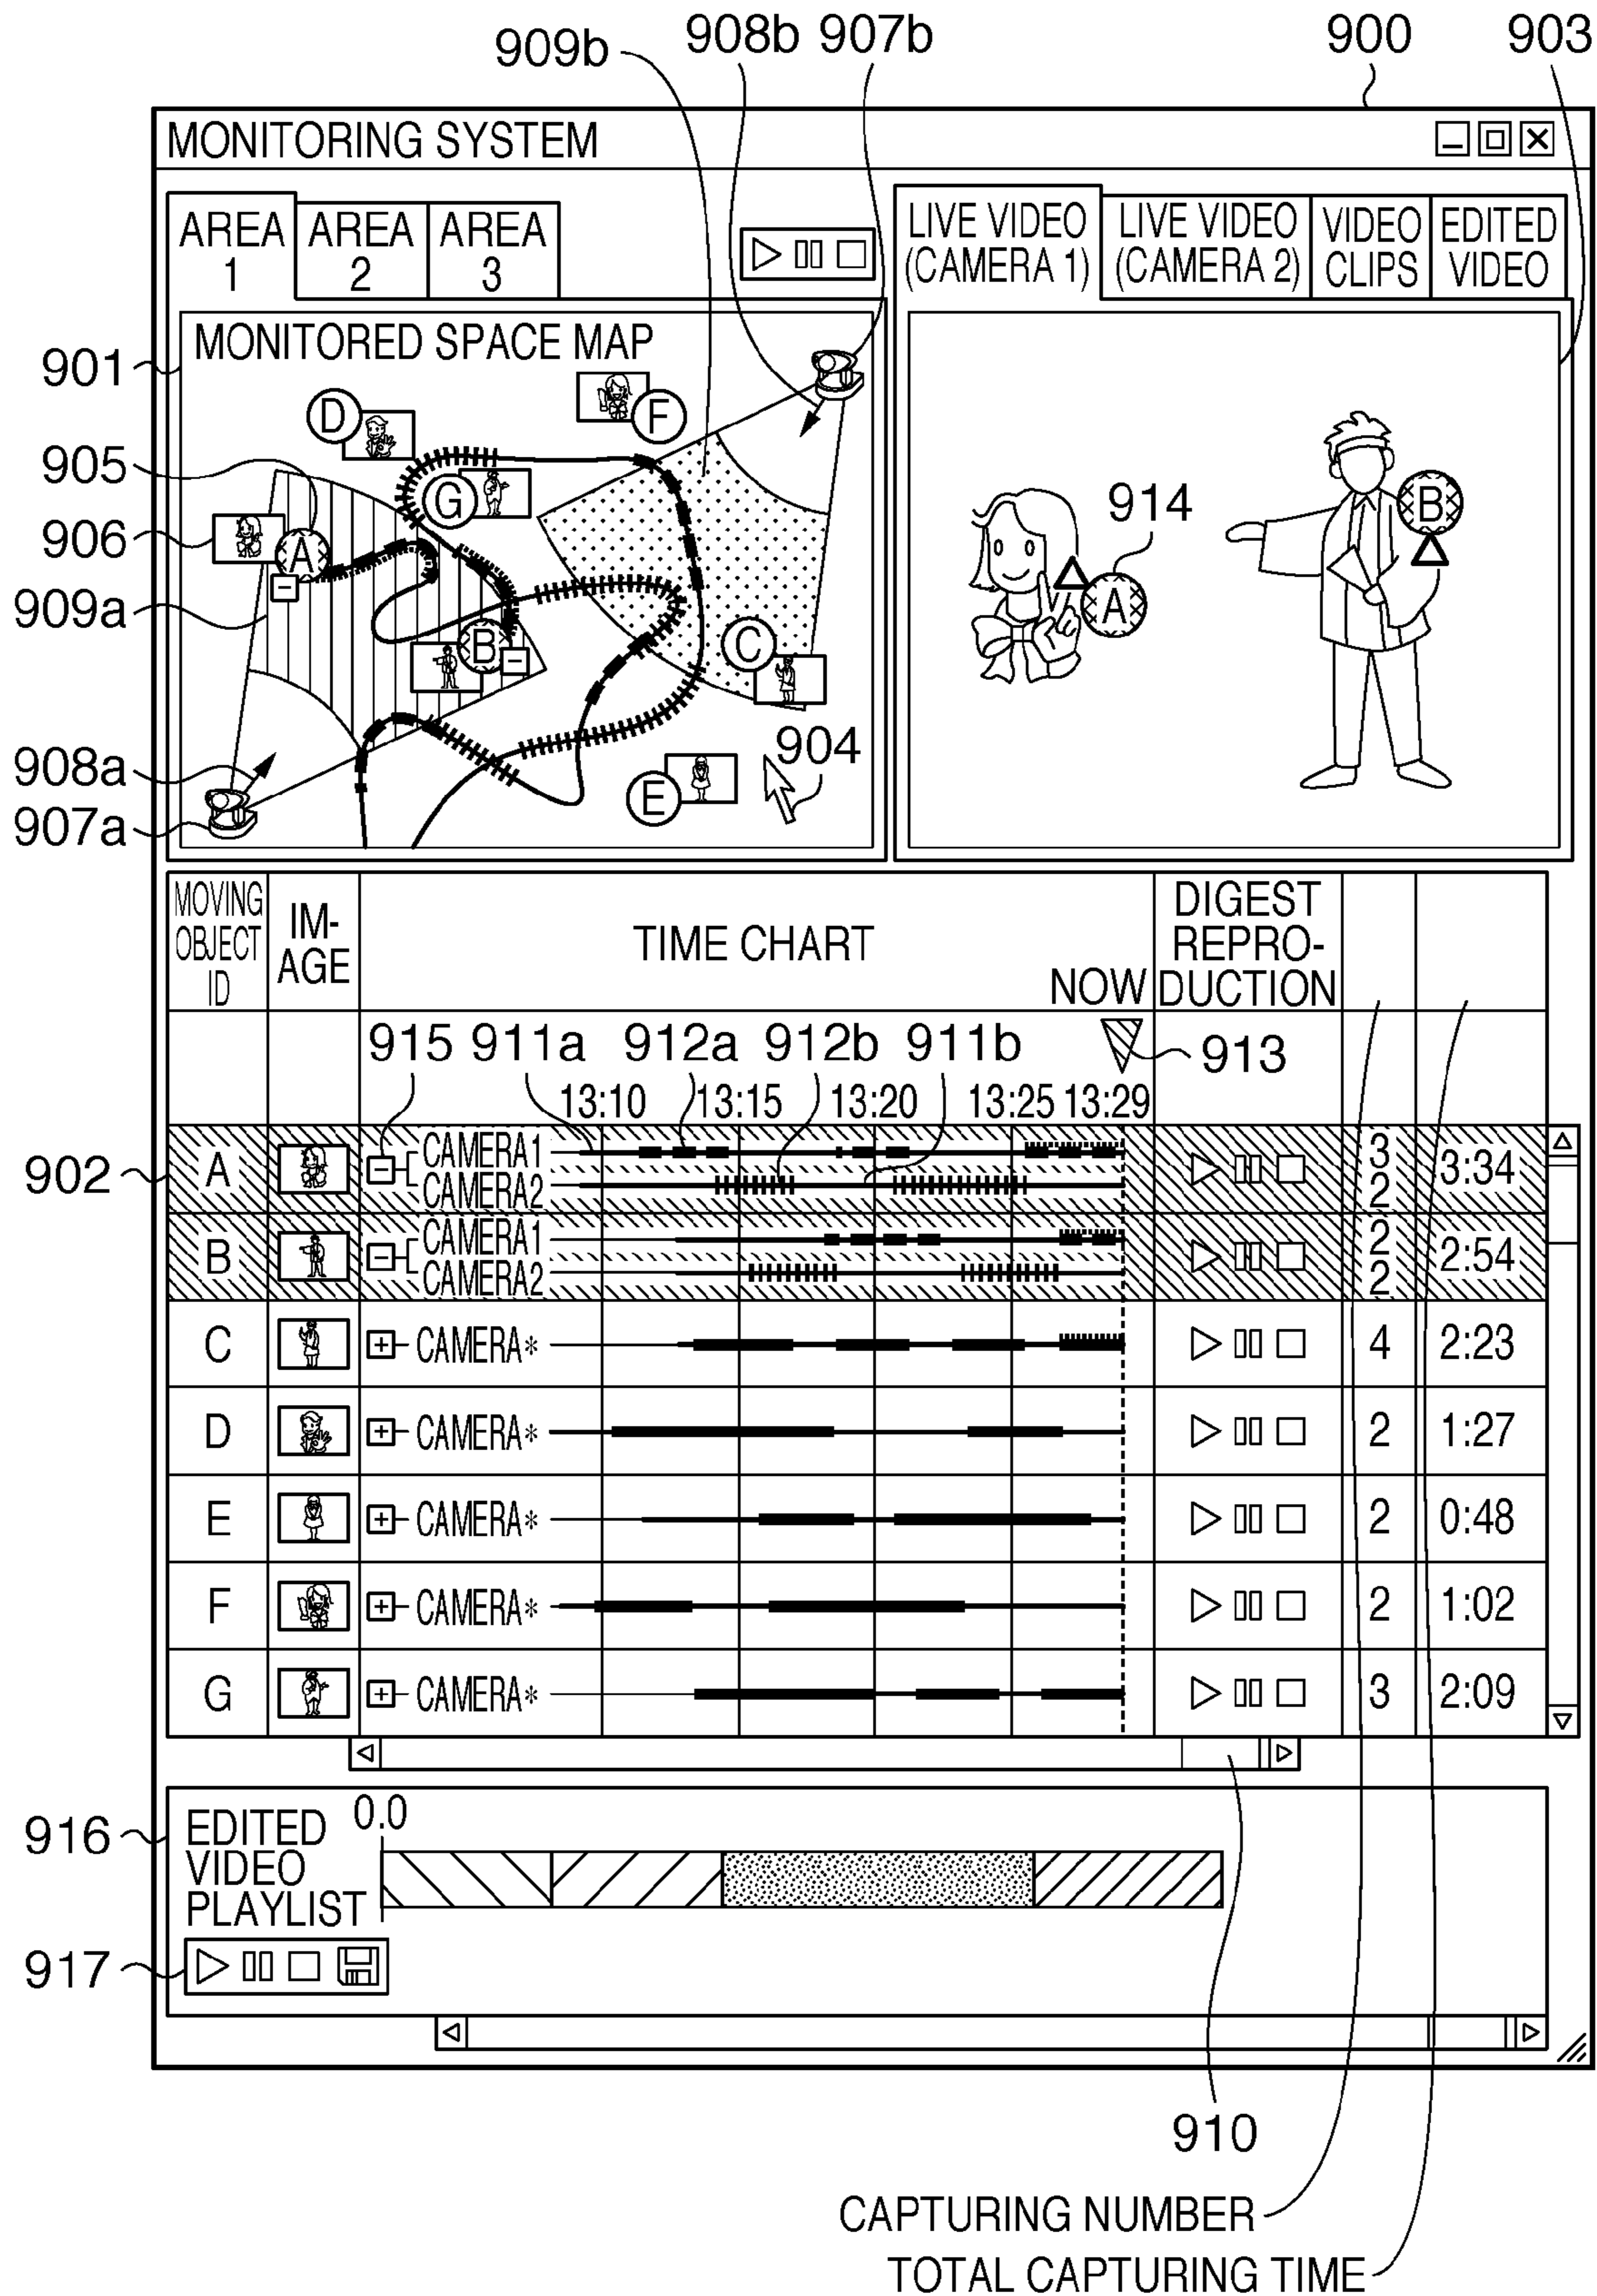 909b 908b 907b 900 903
MONITORING SYSTEM
AREA 1
AREA 2
AREA 3
LIVE VIDEO (CAMERA 1)
LIVE VIDEO (CAMERA 2)
VIDEO CLIPS
EDITED VIDEO
MONITORED SPACE MAP
901
D
F
905
G
906
A
B
914
A
909a
B
C
908a
904
E
907a
MOVING OBJECT ID
IM-AGE
TIME CHART
NOW
DIGEST REPRO-DUCTION
915 911a 912a 912b 911b 913
13:10 13:15 13:20 13:25 13:29
902
A CAMERA1 3 3:34
CAMERA2 2
B CAMERA1 2 2:54
CAMERA2 2
C CAMERA* 4 2:23
D CAMERA* 2 1:27
E CAMERA* 2 0:48
F CAMERA* 2 1:02
G CAMERA* 3 2:09
916
EDITED VIDEO PLAYLIST
0.0
917
910
CAPTURING NUMBER
TOTAL CAPTURING TIME